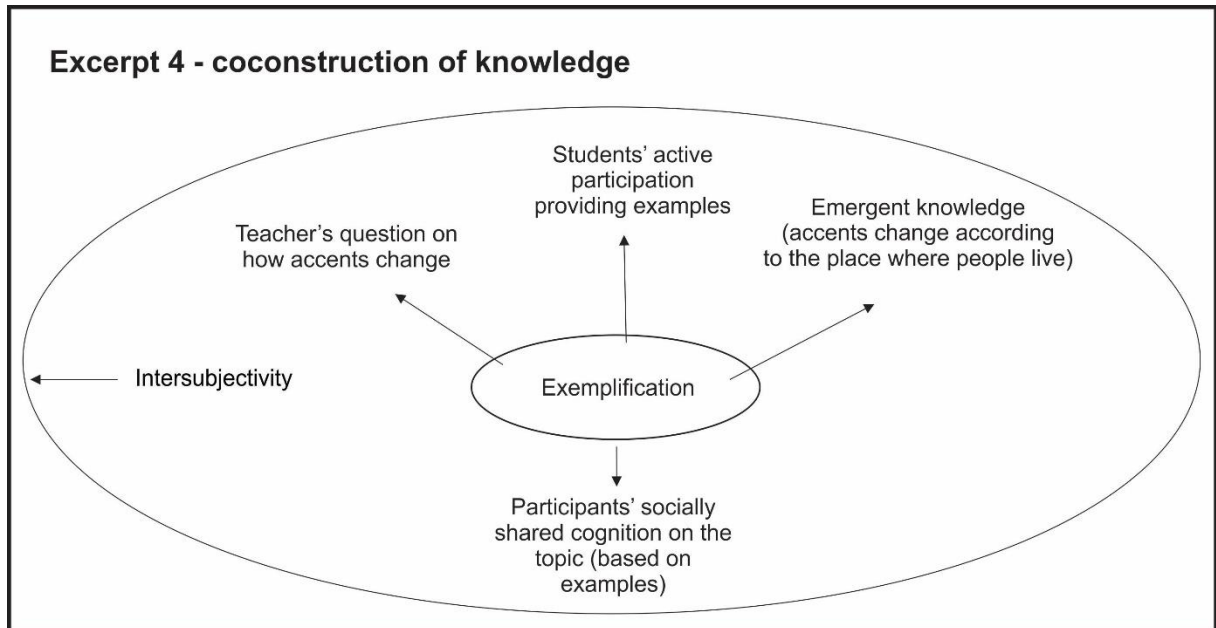 Excerpt 4 - coconstruction of knowledge
Students’ active
participation
providing examples
Teacher’s question on
how accents change
Emergent knowledge
(accents change according
to the place where people live)
Intersubjectivity
Exemplification
Participants’ socially
shared cognition on the
topic (based on
examples)